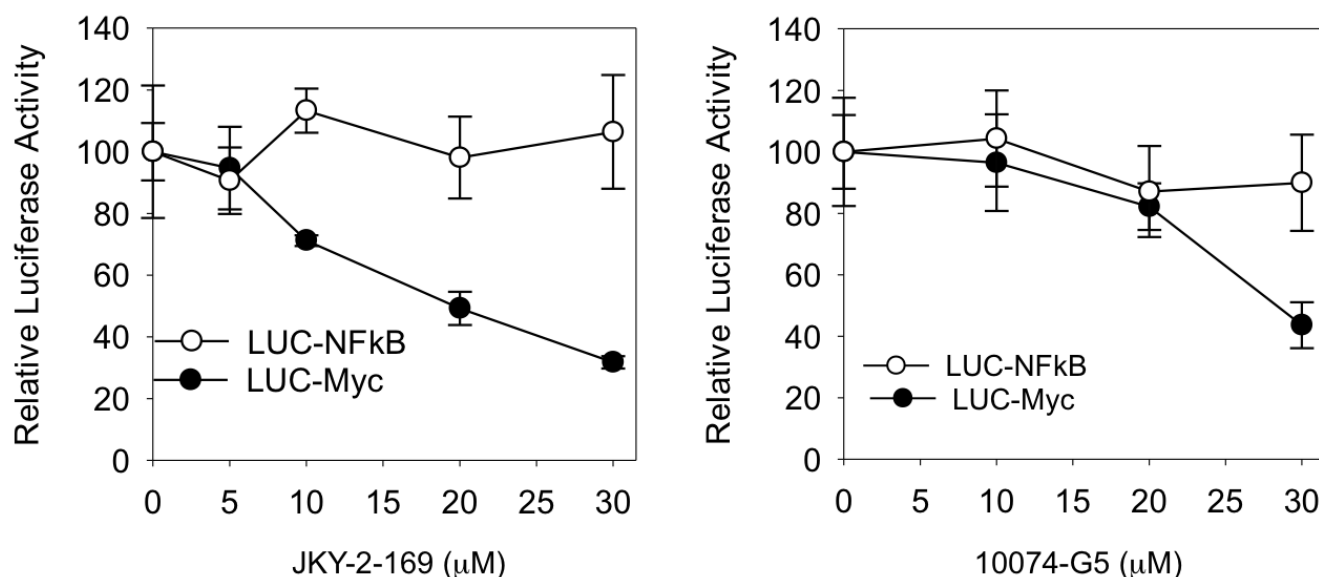 Relative Luciferase Activity
140
120
100
80
60
40
20
0
LUC-NFkB
LUC-Myc
0 5 10 15 20 25 30
JKY-2-169 (μM)
Relative Luciferase Activity
140
120
100
80
60
40
20
0
LUC-NFkB
LUC-Myc
0 5 10 15 20 25 30
10074-G5 (μM)